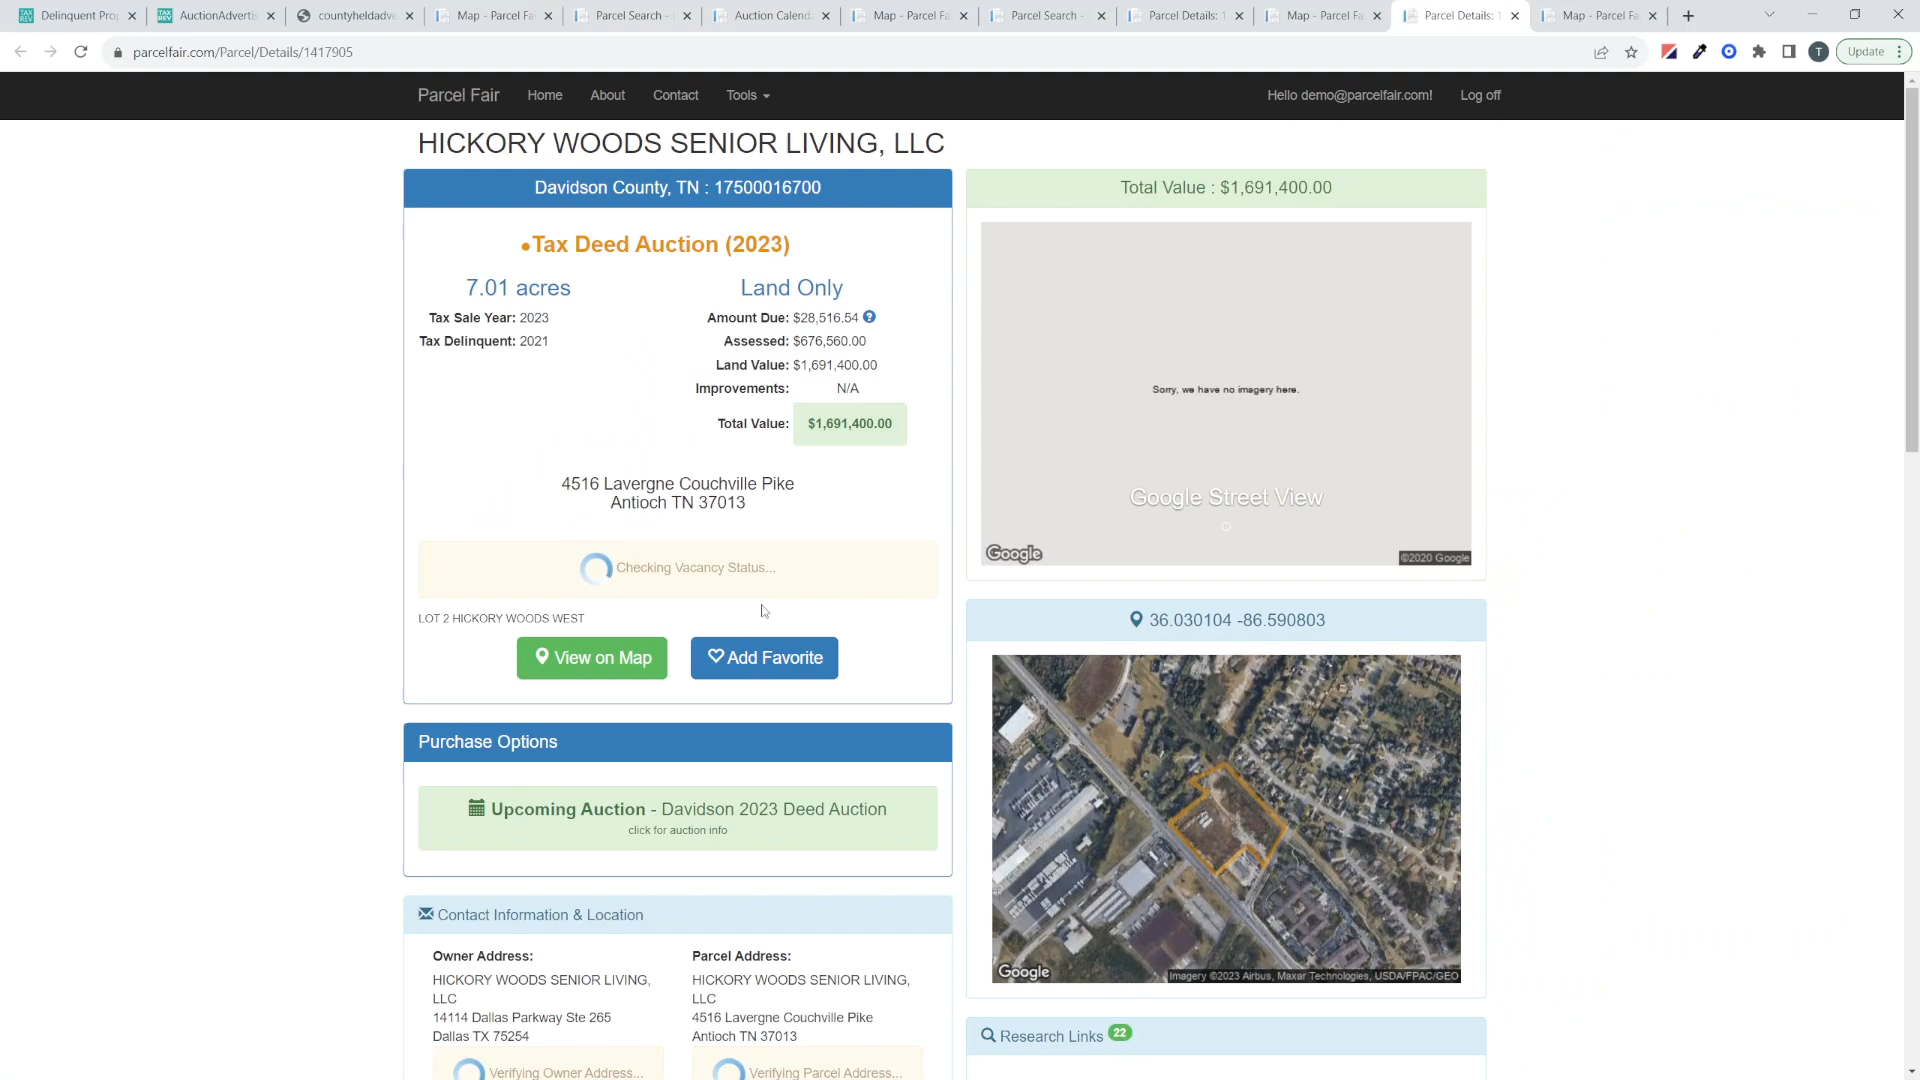 Delinquent Prop
AuctionAdvertis
countyheldadve
Map - Parcel Fa
Parcel Search -
Auction Calend
Map - Parcel Fa
Parcel Search -
Parcel Details: 1
Map - Parcel Fa
Parcel Details: 1
Map - Parcel Fa
parcelfair.com/Parcel/Details/1417905
T
Update
Parcel Fair
Home
About
Contact
Tools
Hello demo@parcelfair.com!
Log off
HICKORY WOODS SENIOR LIVING, LLC
Davidson County, TN : 17500016700
•Tax Deed Auction (2023)
7.01 acres
Land Only
Tax Sale Year: 2023
Tax Delinquent: 2021
Amount Due: $28,516.54
Assessed: $676,560.00
Land Value: $1,691,400.00
Improvements: N/A
Total Value: $1,691,400.00
4516 Lavergne Couchville Pike
Antioch TN 37013
Checking Vacancy Status...
LOT 2 HICKORY WOODS WEST
View on Map
Add Favorite
Purchase Options
Upcoming Auction - Davidson 2023 Deed Auction
click for auction info
Contact Information & Location
Owner Address:
HICKORY WOODS SENIOR LIVING,
LLC
14114 Dallas Parkway Ste 265
Dallas TX 75254
Verifying Owner Address...
Parcel Address:
HICKORY WOODS SENIOR LIVING,
LLC
4516 Lavergne Couchville Pike
Antioch TN 37013
Verifying Parcel Address...
Total Value : $1,691,400.00
Sorry, we have no imagery here.
Google Street View
Google
©2020 Google
36.030104 -86.590803
Google
Imagery ©2023 Airbus, Maxar Technologies, USDA/FPAC/GEO
Research Links 22